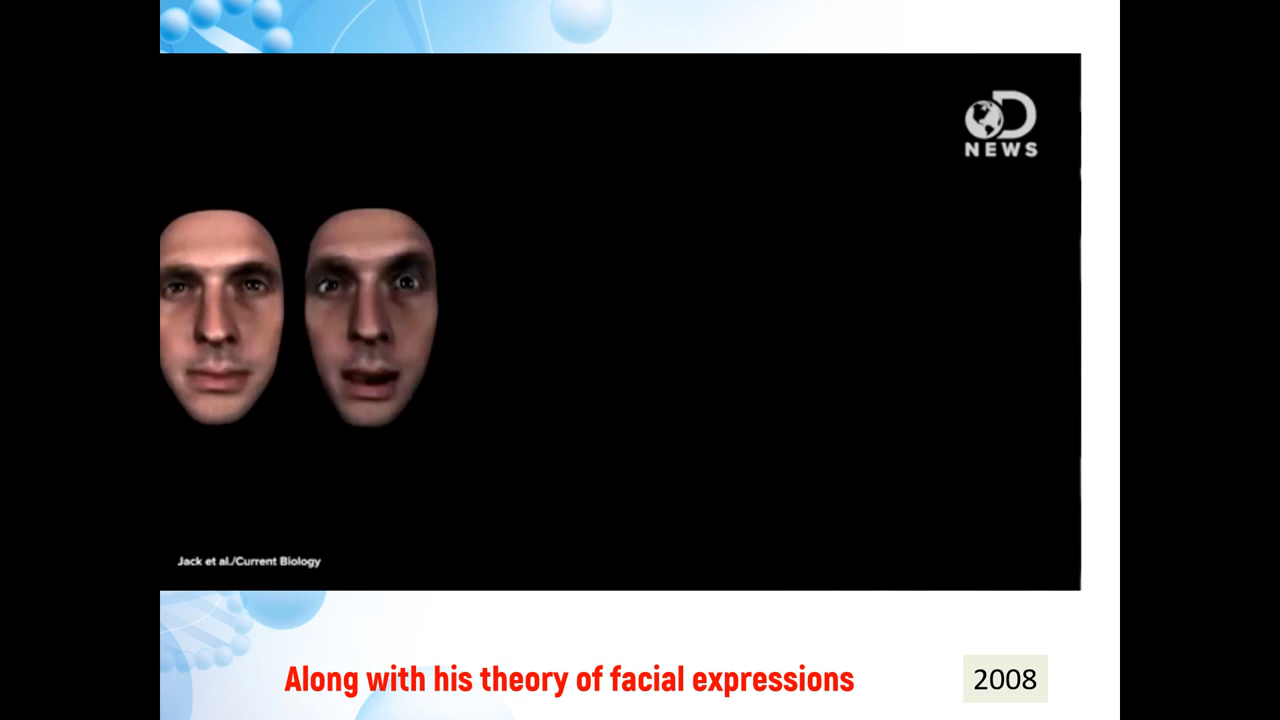 NEWS
Jack et al./Current Biology
Along with his theory of facial expressions
2008